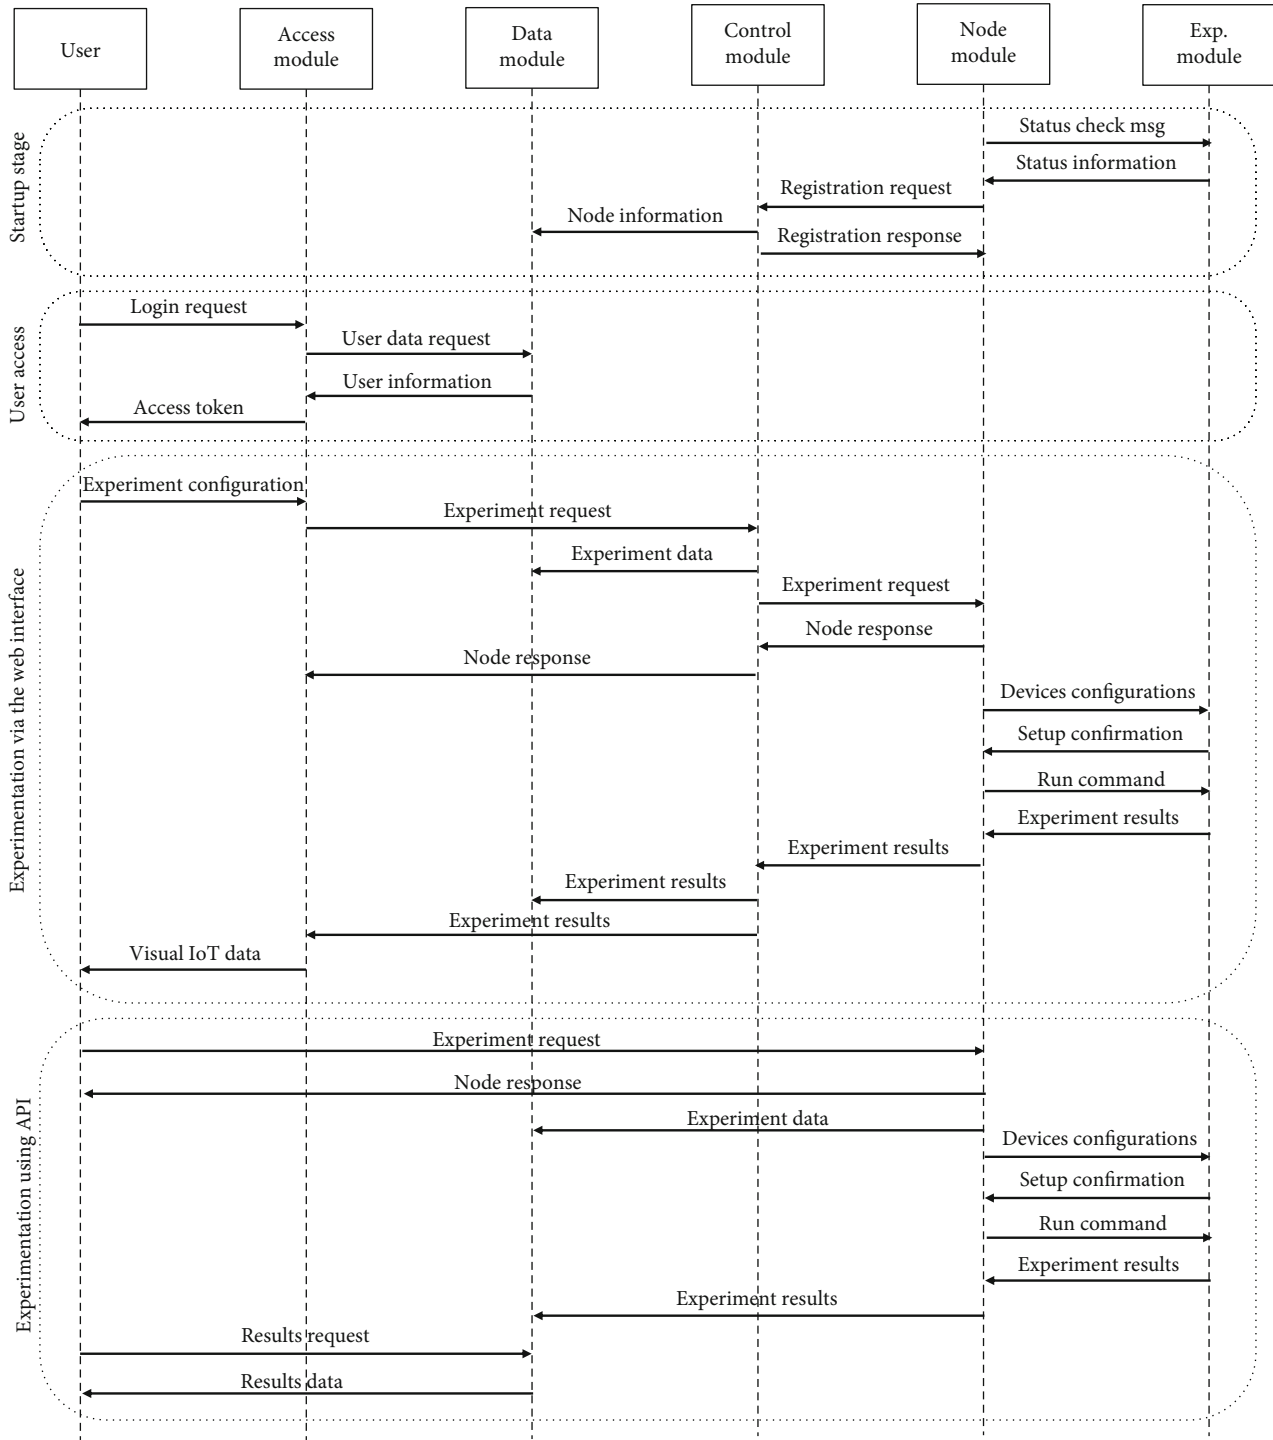 User
Access
module
Data
module
Control
module
Node
module
Exp.
module
Startup stage
Status check msg
Status information
Registration request
Node information
Registration response
User access
Login request
User data request
User information
Access token
Experimentation via the web interface
Experiment configuration
Experiment request
Experiment data
Experiment request
Node response
Node response
Devices configurations
Setup confirmation
Run command
Experiment results
Experiment results
Experiment results
Experiment results
Visual IoT data
Experimentation using API
Experiment request
Node response
Experiment data
Devices configurations
Setup confirmation
Run command
Experiment results
Experiment results
Results request
Results data